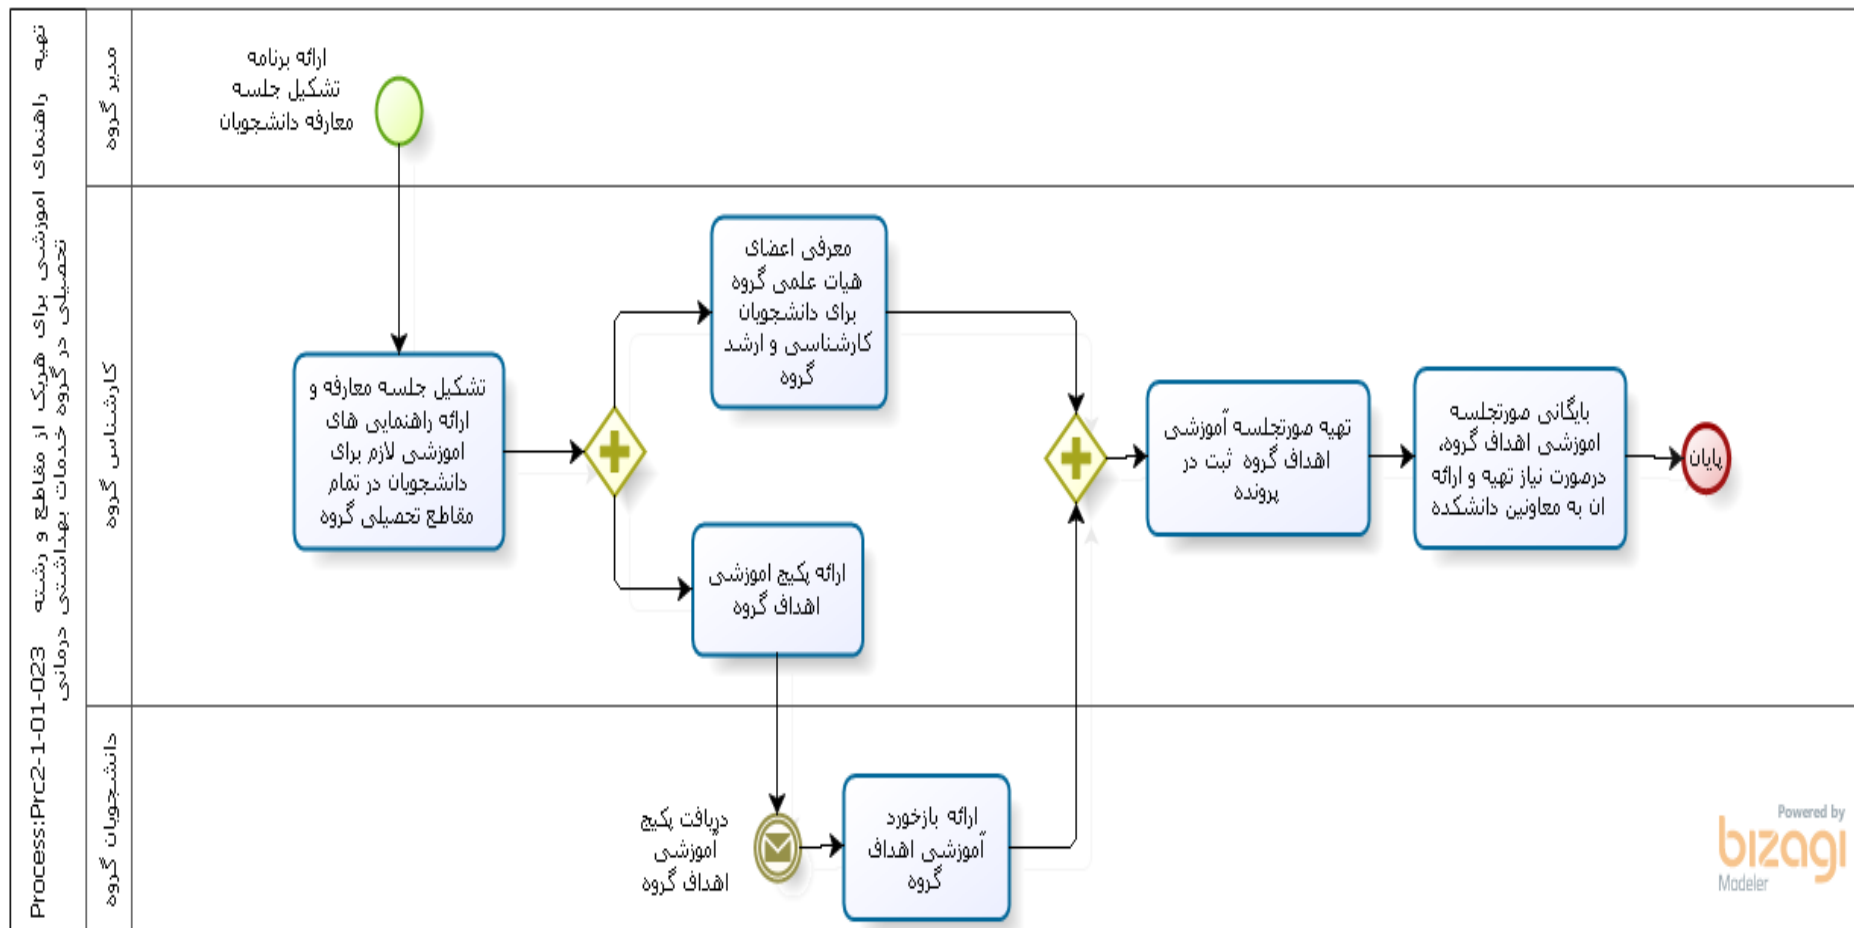 Process:Prc2-1-01-023 تهیه راهنمای اموزشی برای هریک از مقاطع و رشته
تحصیلی در گروه خدمات بهداشتی درمانی
مدیر گروه
ارائه برنامه
تشکیل جلسه
معارفه دانشجویان
کارشناس گروه
تشکیل جلسه معارفه و
ارائه راهنمایی های
اموزشی لازم برای
دانشجویان در تمام
مقاطع تحصیلی گروه
معرفی اعضای
هیات علمی گروه
برای دانشجویان
کارشناسی و ارشد
گروه
ارائه پکیج اموزشی
اهداف گروه
تهیه صورتجلسه آموزشی
اهداف گروه ثبت در
پرونده
بایگانی صورتجلسه
اموزشی اهداف گروه،
درصورت نیاز تهیه و ارائه
ان به معاونین دانشکده
پایان
دانشجویان گروه
دریافت پکیج
آموزشی
اهداف گروه
ارائه بازخورد
آموزشی اهداف
گروه
Powered by
bizagi
Modeler